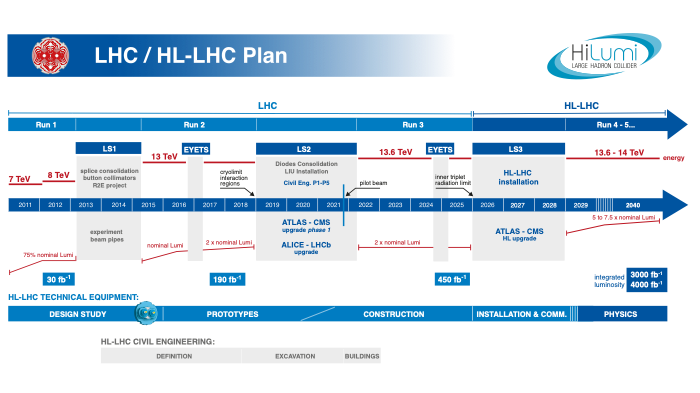 LHC / HL-LHC Plan
HiLumi
LARGE HADRON COLLIDER
LHC
HL-LHC
Run 1
Run 2
Run 3
Run 4 - 5...
LS1
EYETS
LS2
EYETS
LS3
7 TeV
8 TeV
13 TeV
13.6 TeV
13.6 - 14 TeV
energy
splice consolidation
button collimators
R2E project
cryolimit
interaction
regions
Diodes Consolidation
LIU Installation
Civil Eng. P1-P5
pilot beam
inner triplet
radiation limit
HL-LHC
installation
2011 2012 2013 2014 2015 2016 2017 2018 2019 2020 2021 2022 2023 2024 2025 2026 2027 2028 2029 2040
5 to 7.5 x nominal Lumi
experiment
beam pipes
ATLAS - CMS
upgrade phase 1
ALICE - LHCb
upgrade
ATLAS - CMS
HL upgrade
75% nominal Lumi
nominal Lumi
2 x nominal Lumi
2 x nominal Lumi
30 fb-1
190 fb-1
450 fb-1
integrated
luminosity
3000 fb-1
4000 fb-1
HL-LHC TECHNICAL EQUIPMENT:
DESIGN STUDY
PROTOTYPES
CONSTRUCTION
INSTALLATION & COMM.
PHYSICS
HL-LHC CIVIL ENGINEERING:
DEFINITION
EXCAVATION
BUILDINGS